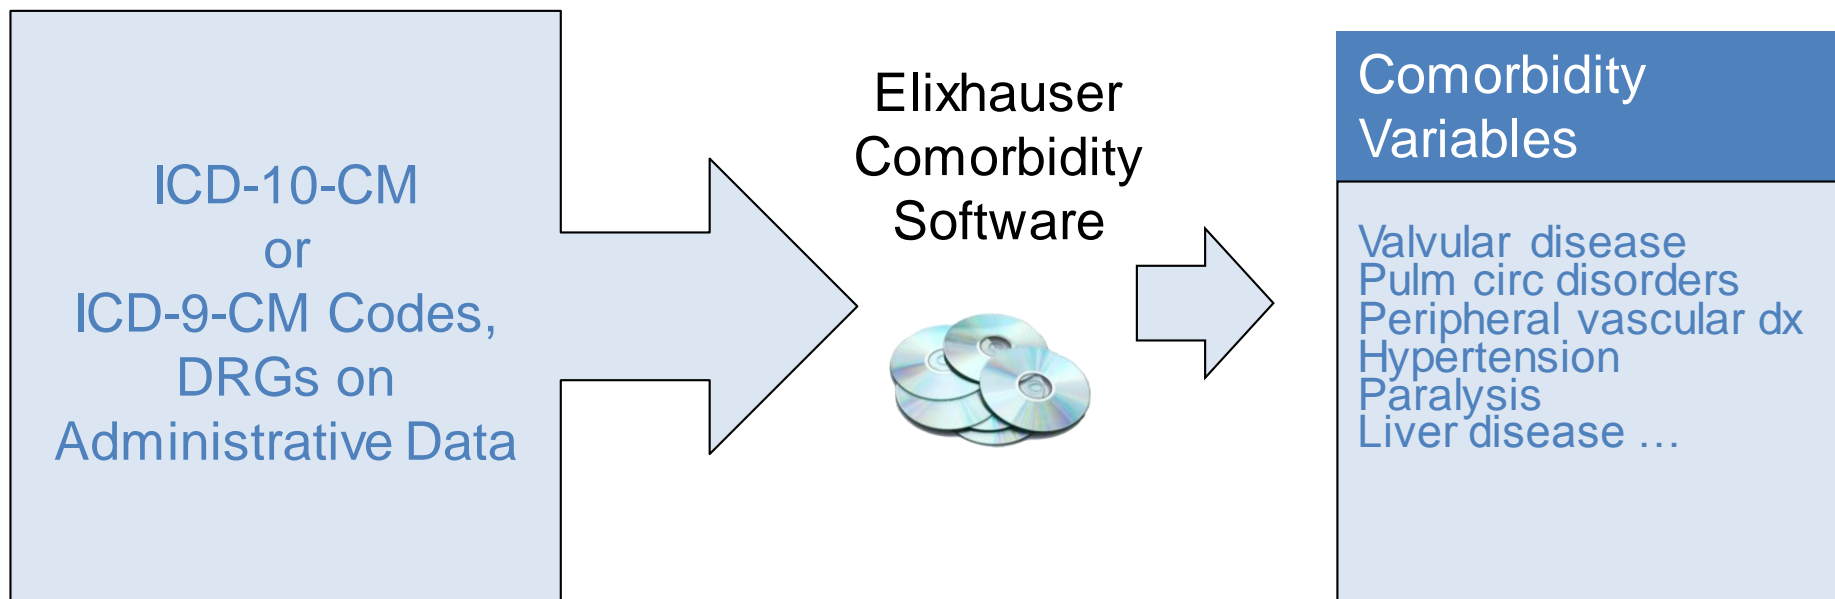 ICD-10-CM
or
ICD-9-CM Codes,
DRGs on
Administrative Data
Elixhauser
Comorbidity
Software
Comorbidity
Variables
Valvular disease
Pulm circ disorders
Peripheral vascular dx
Hypertension
Paralysis
Liver disease …